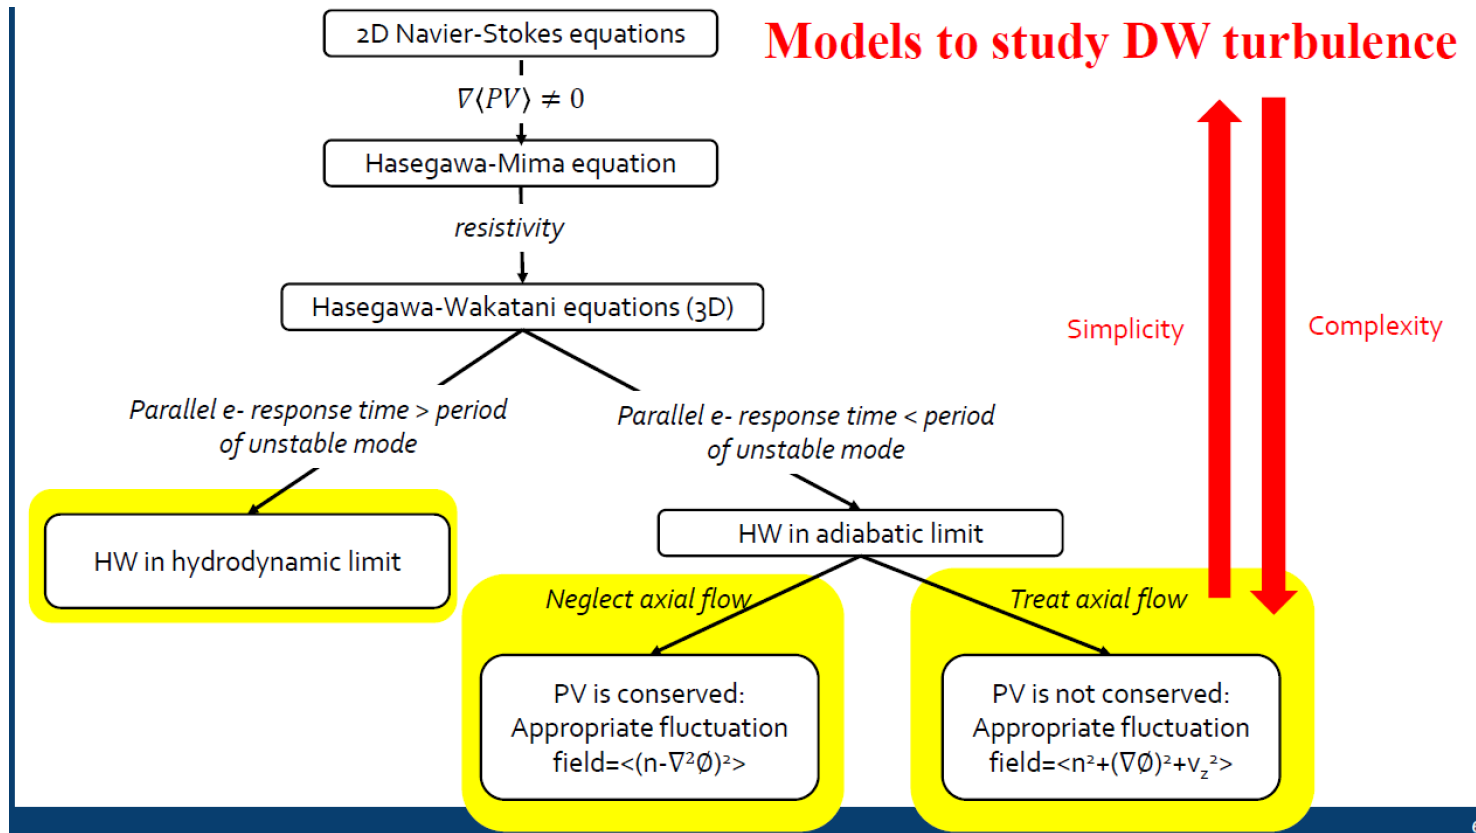 2D Navier-Stokes equations
Models to study DW turbulence
∇⟨PV⟩ ≠ 0
Hasegawa-Mima equation
resistivity
Hasegawa-Wakatani equations (3D)
Simplicity
Complexity
Parallel e- response time > period
of unstable mode
Parallel e- response time < period
of unstable mode
HW in hydrodynamic limit
HW in adiabatic limit
Neglect axial flow
Treat axial flow
PV is conserved:
Appropriate fluctuation
field=<(n-∇²Ø)²>
PV is not conserved:
Appropriate fluctuation
field=<n²+(∇Ø)²+v_z²>
6